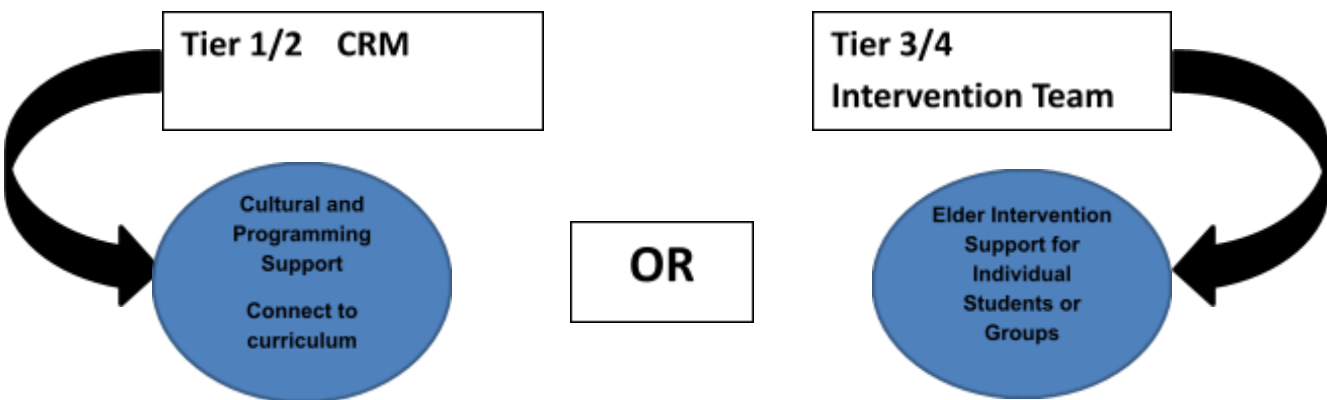 Tier 1/2 CRM
Cultural and
Programming
Support
Connect to
curriculum
OR
Tier 3/4
Intervention Team
Elder Intervention
Support for
Individual
Students or
Groups